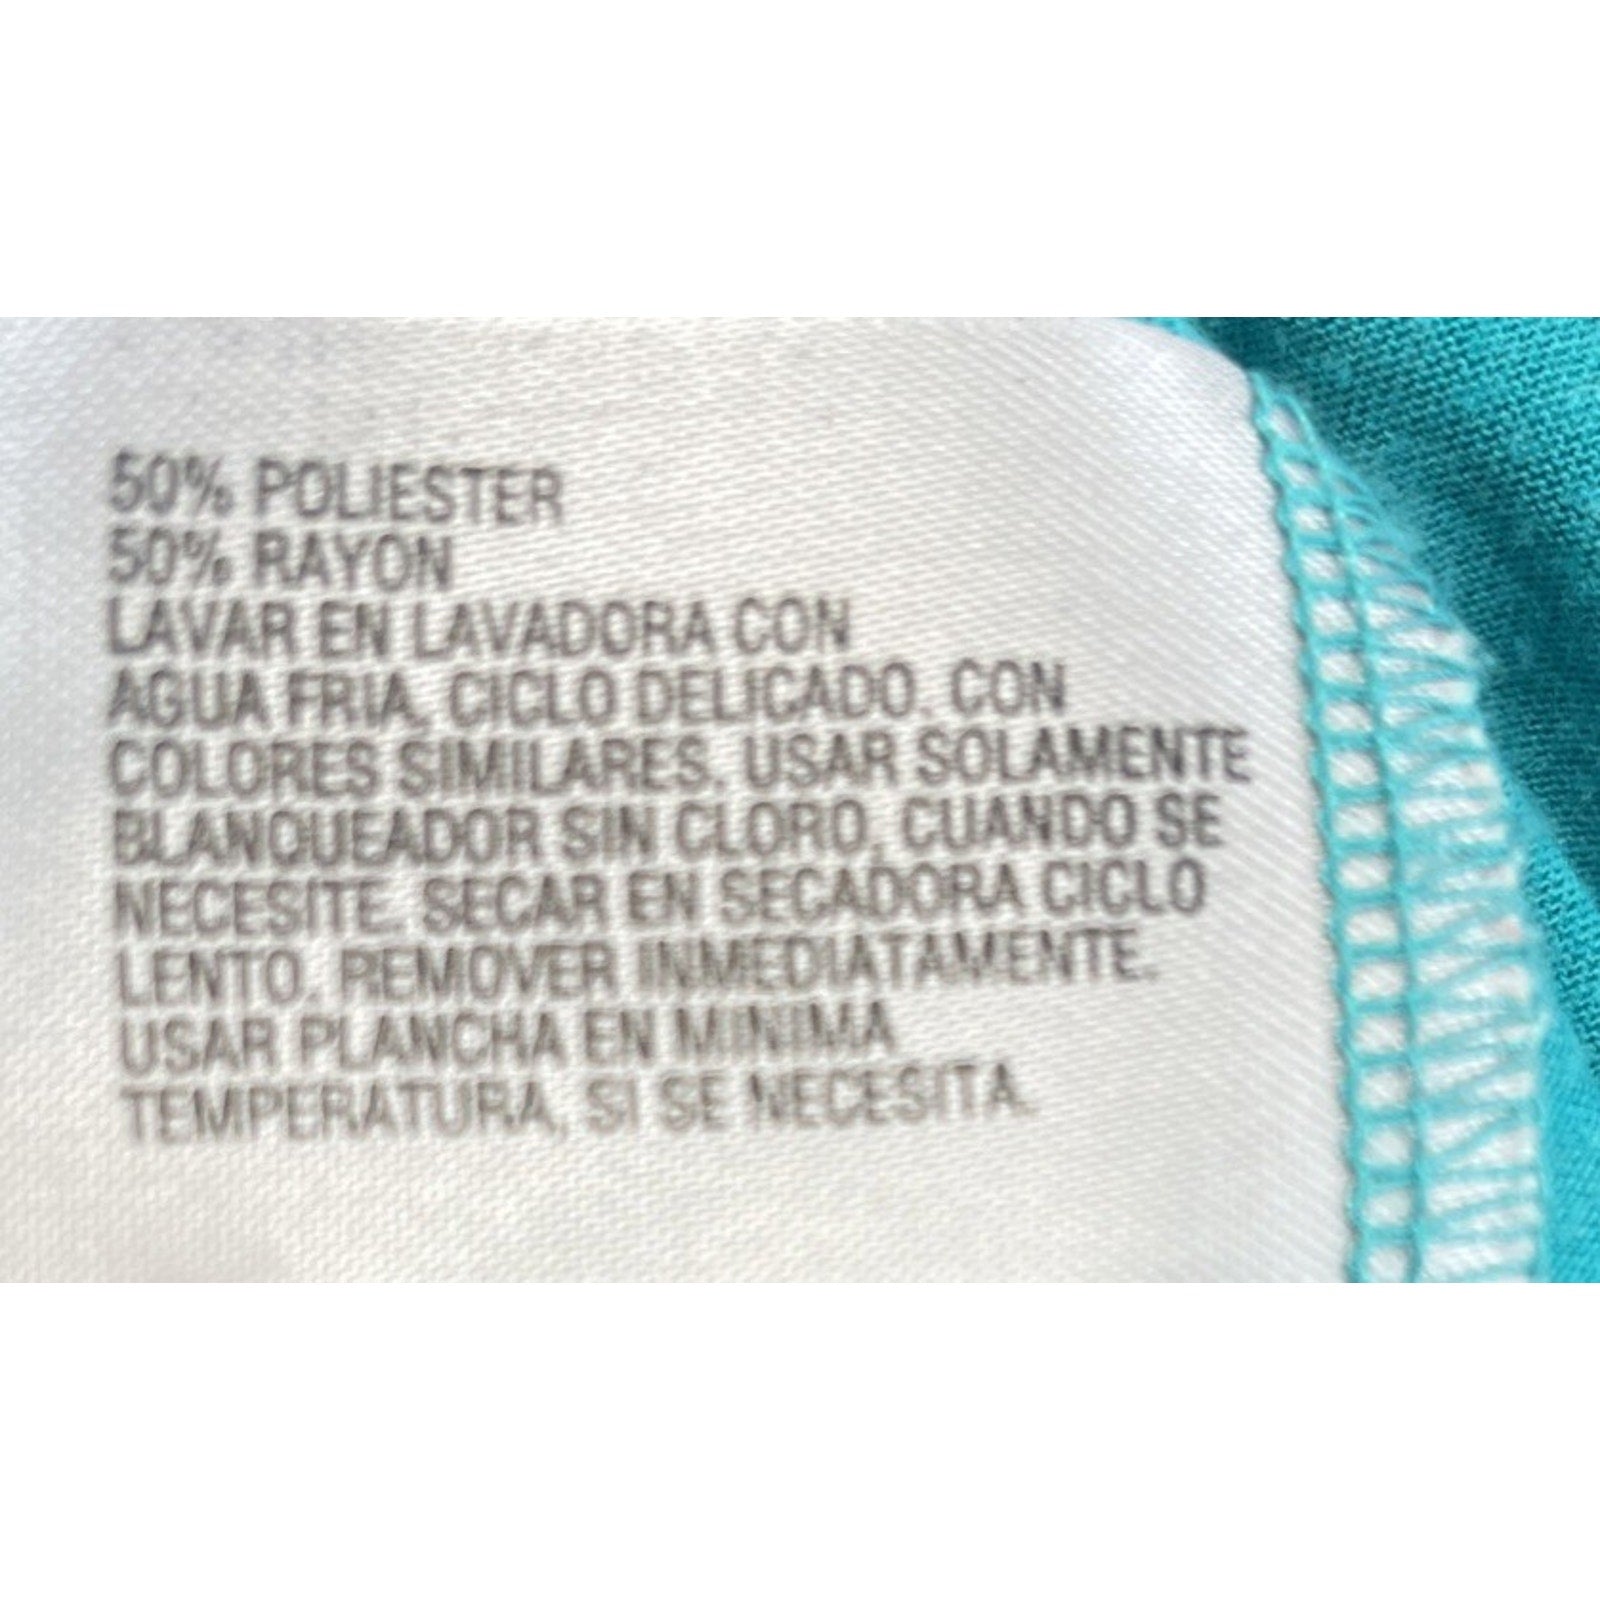 50% POLIESTER
50% RAYON
LAVAR EN LAVADORA CON
AGUA FRIA, CICLO DELICADO, CON
COLORES SIMILARES. USAR SOLAMENTE
BLANQUEADOR SIN CLORO, CUANDO SE
NECESITE. SECAR EN SECADORA CICLO
LENTO. REMOVER INMEDIATAMENTE.
USAR PLANCHA EN MINIMA
TEMPERATURA, SI SE NECESITA.